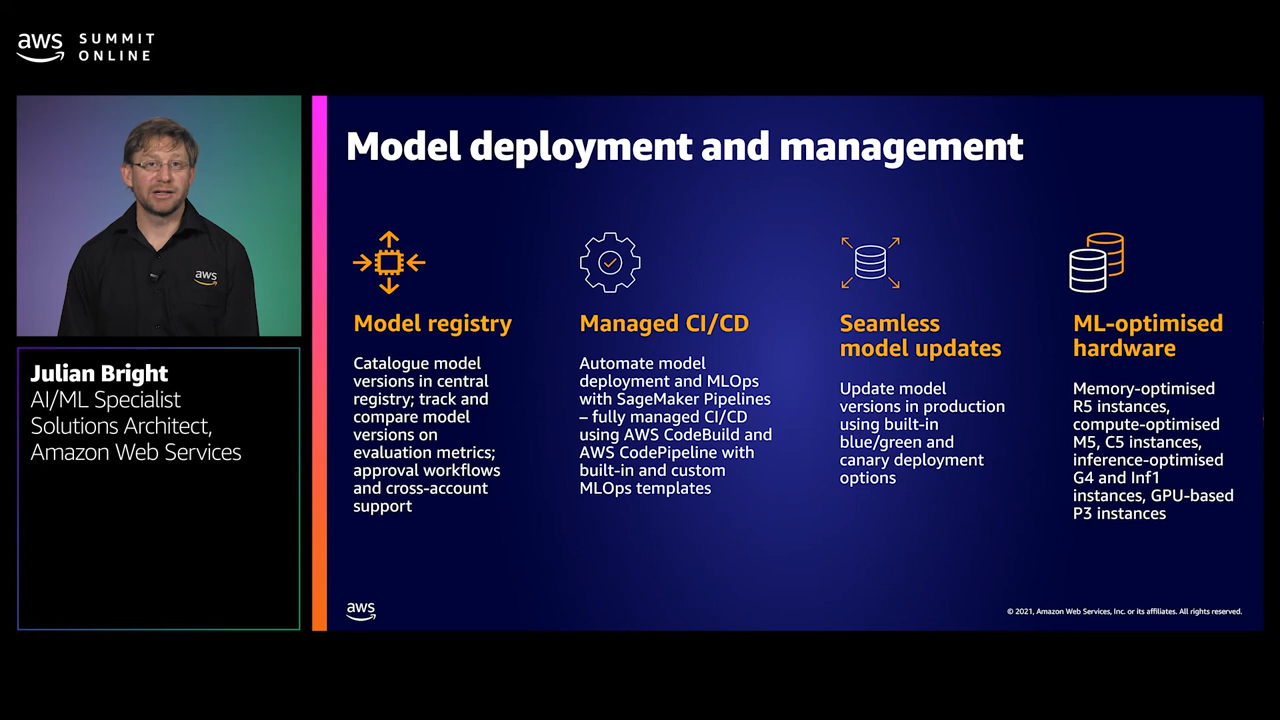 aws SUMMIT
ONLINE
aws
Julian Bright
AI/ML Specialist
Solutions Architect,
Amazon Web Services
Model deployment and management
Model registry
Catalogue model
versions in central
registry; track and
compare model
versions on
evaluation metrics;
approval workflows
and cross-account
support
Managed CI/CD
Automate model
deployment and MLOps
with SageMaker Pipelines
– fully managed CI/CD
using AWS CodeBuild and
AWS CodePipeline with
built-in and custom
MLOps templates
Seamless
model updates
Update model
versions in production
using built-in
blue/green and
canary deployment
options
ML-optimised
hardware
Memory-optimised
R5 instances,
compute-optimised
M5, C5 instances,
inference-optimised
G4 and Inf1
instances, GPU-based
P3 instances
aws
© 2021, Amazon Web Services, Inc. or its affiliates. All rights reserved.